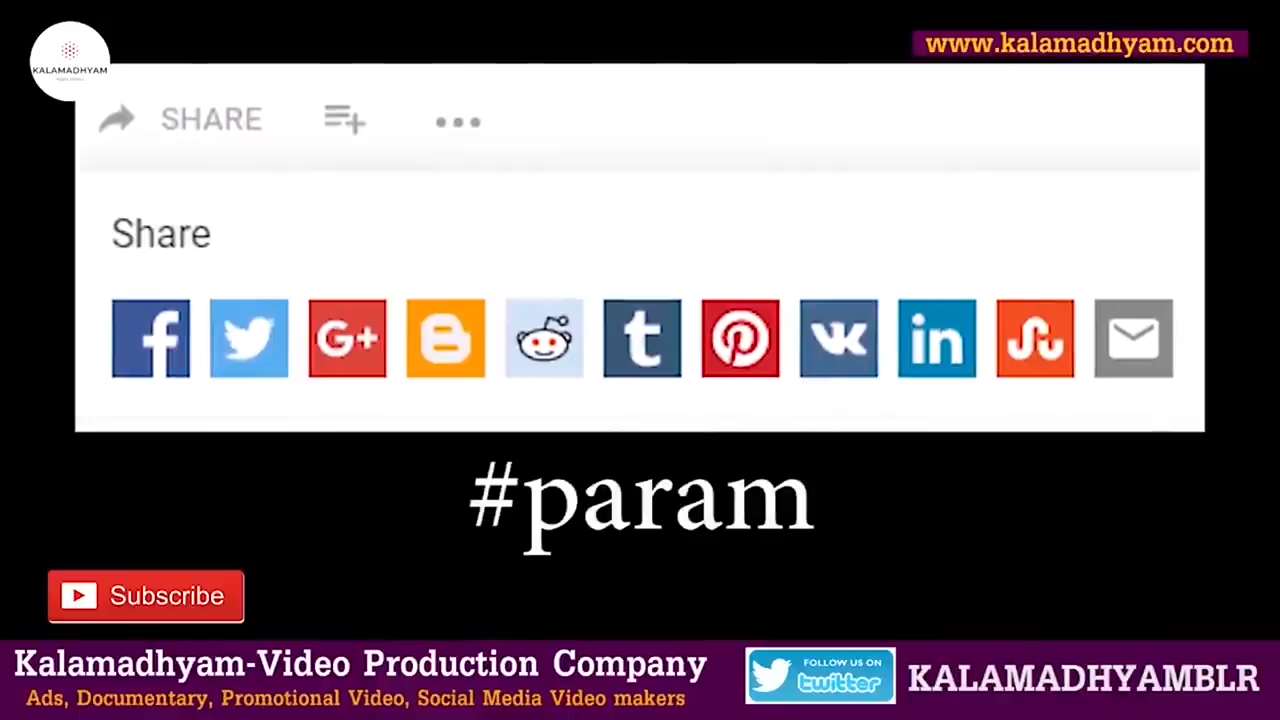 www.kalamadhyam.com
KALAMADHYAM
SHARE
Share
#param
Subscribe
Kalamadhyam-Video Production Company
Ads, Documentary, Promotional Video, Social Media Video makers
FOLLOW US ON
twitter
KALAMADHYAMBLR